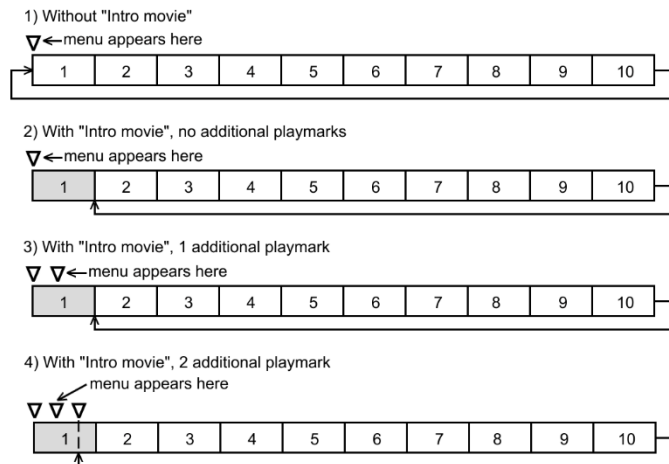 1) Without "Intro movie"
menu appears here
1 2 3 4 5 6 7 8 9 10
2) With "Intro movie", no additional playmarks
menu appears here
1 2 3 4 5 6 7 8 9 10
3) With "Intro movie", 1 additional playmark
menu appears here
1 2 3 4 5 6 7 8 9 10
4) With "Intro movie", 2 additional playmark
menu appears here
1 2 3 4 5 6 7 8 9 10